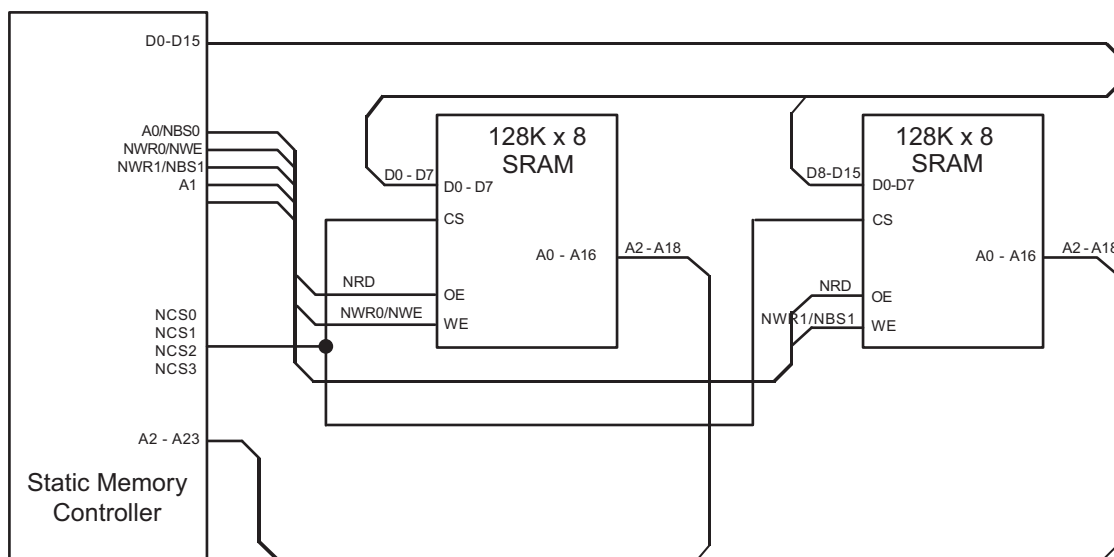 D0-D15
A0/NBS0
NWR0/NWE
NWR1/NBS1
A1
NCS0
NCS1
NCS2
NCS3
A2 - A23
Static Memory
Controller
128K x 8
SRAM
D0 - D7
D0 - D7
CS
A0 - A16
A2 - A18
NRD
OE
NWR0/NWE
WE
128K x 8
SRAM
D8-D15
D0-D7
CS
A0 - A16
A2 - A18
NRD
OE
NWR1/NBS1
WE